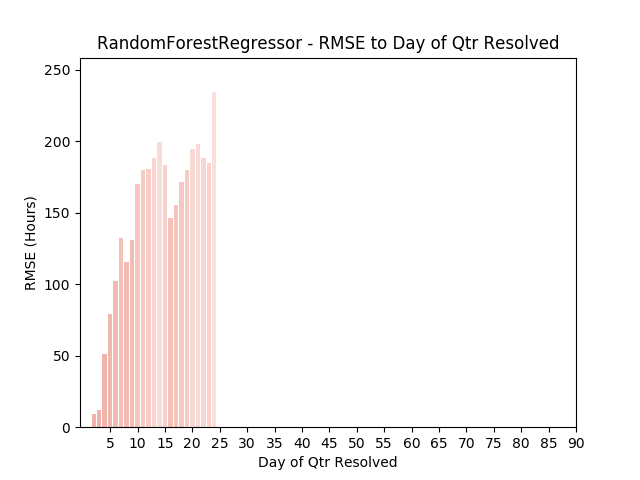 RandomForestRegressor - RMSE to Day of Qtr Resolved
250
200
150
100
50
0
RMSE (Hours)
5 10 15 20 25 30 35 40 45 50 55 60 65 70 75 80 85 90
Day of Qtr Resolved